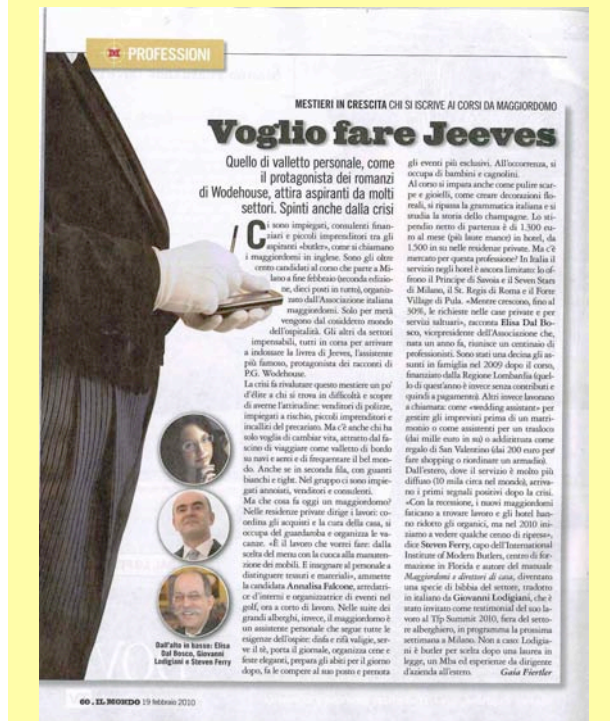 PROFESSIONI
MESTIERI IN CRESCITA CHI SI ISCRIVE AI CORSI DA MAGGIORDOMO
Voglio fare Jeeves
Quello di valletto personale, come
il protagonista dei romanzi
di Wodehouse, attira aspiranti da molti
settori. Spinti anche dalla crisi
Ci sono impiegati, consulenti finan-
ziari e piccoli imprenditori tra gli
aspiranti «butler», come si chiamano
i maggiordomi in inglese. Sono gli oltre
cento candidati al corso che parte a Mi-
lano a fine febbraio (seconda edizio-
ne, dieci posti in tutto), organiz-
zato dall'Associazione italiana
maggiordomi. Solo per metà
vengono dal cosiddetto mondo
dell'ospitalità. Gli altri da settori
impensabili, tutti in corsa per arrivare
a indossare la livrea di Jeeves, l'assistente
più famoso, protagonista dei racconti di
P.G. Wodehouse.
La crisi fa rivalutare questo mestiere un po'
d'élite a chi si trova in difficoltà e scopre
di averne l'attitudine: venditori di polizze,
impiegati a rischio, piccoli imprenditori e
incalliti del precariato. Ma c'è anche chi ha
solo voglia di cambiar vita, attratto dal fa-
scino di viaggiare come valletto di bordo
su navi e aerei e di frequentare il bel mon-
do. Anche se in seconda fila, con guanti
bianchi e tight. Nel gruppo ci sono impie-
gati annoiati, venditori e consulenti.
Ma che cosa fa oggi un maggiordomo?
Nelle residenze private dirige i lavori: co-
ordina gli acquisti e la cura della casa, si
occupa del guardaroba e organizza le va-
canze. «È il lavoro che vorrei fare: dalla
scelta del menu con la cuoca alla manuten-
zione dei mobili. E insegnare al personale a
distinguere tessuti e materiali», ammette
la candidata Annalisa Falcone, arredatri-
ce d'interni e organizzatrice di eventi nel
golf, ora a corto di lavoro. Nelle suite dei
grandi alberghi, invece, il maggiordomo è
un assistente personale che segue tutte le
esigenze dell'ospite: disfa e rifà valigie, ser-
ve il tè, porta il giornale, organizza cene e
feste eleganti, prepara gli abiti per il giorno
dopo, fa le compere al suo posto e prenota
gli eventi più esclusivi. All'occorrenza, si
occupa di bambini e cagnolini.
Al corso si impara anche come pulire scar-
pe e gioielli, come creare decorazioni flo-
reali, si ripassa la grammatica italiana e si
studia la storia dello champagne. Lo sti-
pendio netto di partenza è di 1.300 eu-
ro al mese (più laute mance) in hotel, da
1.500 in su nelle residenze private. Ma c'è
mercato per questa professione? In Italia il
servizio negli hotel è ancora limitato: lo of-
frono il Principe di Savoia e il Seven Stars
di Milano, il St. Regis di Roma e il Forte
Village di Pula. «Mentre crescono, fino al
30%, le richieste nelle case private e per
servizi saltuari», racconta Elisa Dal Bo-
sco, vicepresidente dell'Associazione che,
nata un anno fa, riunisce un centinaio di
professionisti. Sono stati una decina gli as-
sunti in famiglia nel 2009 dopo il corso,
finanziato dalla Regione Lombardia (quel-
lo di quest'anno è invece senza contributi e
quindi a pagamento). Altri invece lavorano
a chiamata: come «wedding assistant» per
gestire gli imprevisti prima di un matri-
monio o come assistenti per un trasloco
(dai mille euro in su) o addirittura come
regalo di San Valentino (dai 200 euro per
fare shopping o riordinare un armadio).
Dall'estero, dove il servizio è molto più
diffuso (10 mila circa nel mondo), arriva-
no i primi segnali positivi dopo la crisi.
«Con la recessione, i nuovi maggiordomi
faticano a trovare lavoro e gli hotel han-
no ridotto gli organici, ma nel 2010 ini-
ziamo a vedere qualche cenno di ripresa»,
dice Steven Ferry, capo dell'International
Institute of Modern Butlers, centro di for-
mazione in Florida e autore del manuale
Maggiordomi e direttori di casa, diventato
una specie di bibbia del settore, tradotto
in italiano da Giovanni Lodigiani, che è
stato invitato come testimonial del suo la-
voro al Tfp Summit 2010, fiera del setto-
re alberghiero, in programma la prossima
settimana a Milano. Non a caso Lodigia-
ni è butler per scelta dopo una laurea in
legge, un Mba ed esperienze da dirigente
d'azienda all'estero. Gaia Fiertler
Dall'alto in basso: Elisa
Dal Bosco, Giovanni
Lodigiani e Steven Ferry
60. IL MONDO 19 febbraio 2010